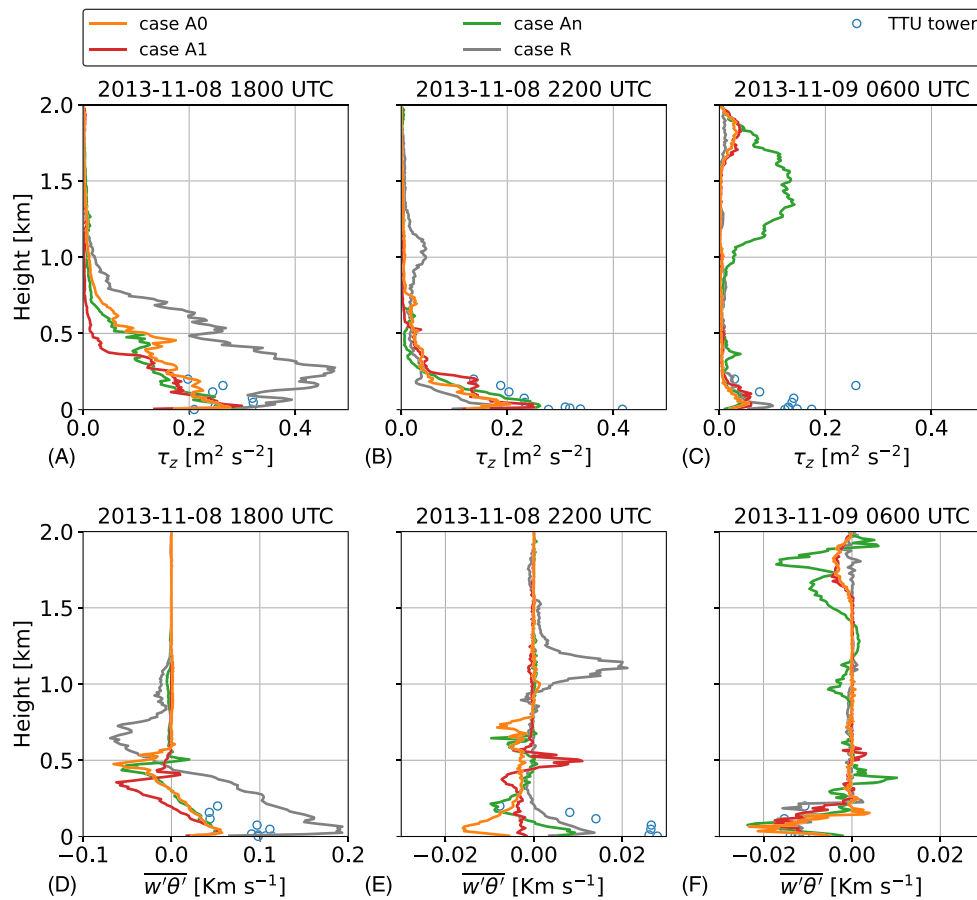 case A0 case An TTU tower
case A1 case R
2013-11-08 1800 UTC 2013-11-08 2200 UTC 2013-11-09 0600 UTC
2.0
1.5
1.0
0.5
0
Height [km]
0.0 0.2 0.4 0.0 0.2 0.4 0.0 0.2 0.4
(A) τz [m² s⁻²] (B) τz [m² s⁻²] (C) τz [m² s⁻²]
2013-11-08 1800 UTC 2013-11-08 2200 UTC 2013-11-09 0600 UTC
2.0
1.5
1.0
0.5
0
Height [km]
−0.1 0.0 0.1 0.2 0.00 0.02 −0.02 0.00 0.02
(D) w′θ′ [Km s⁻¹] (E) w′θ′ [Km s⁻¹] (F) w′θ′ [Km s⁻¹]